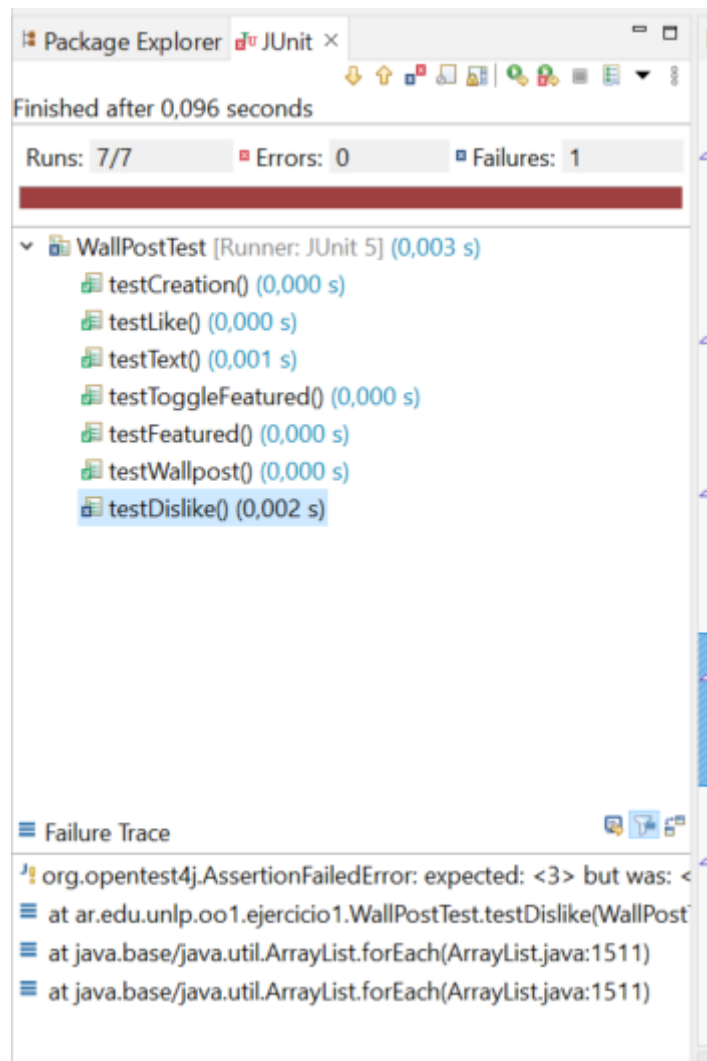 Package Explorer JUnit ×
Finished after 0,096 seconds
Runs: 7/7 Errors: 0 Failures: 1
WallPostTest [Runner: JUnit 5] (0,003 s)
testCreation() (0,000 s)
testLike() (0,000 s)
testText() (0,001 s)
testToggleFeatured() (0,000 s)
testFeatured() (0,000 s)
testWallpost() (0,000 s)
testDislike() (0,002 s)
Failure Trace
org.opentest4j.AssertionFailedError: expected: <3> but was: <
at ar.edu.unlp.oo1.ejercicio1.WallPostTest.testDislike(WallPost
at java.base/java.util.ArrayList.forEach(ArrayList.java:1511)
at java.base/java.util.ArrayList.forEach(ArrayList.java:1511)